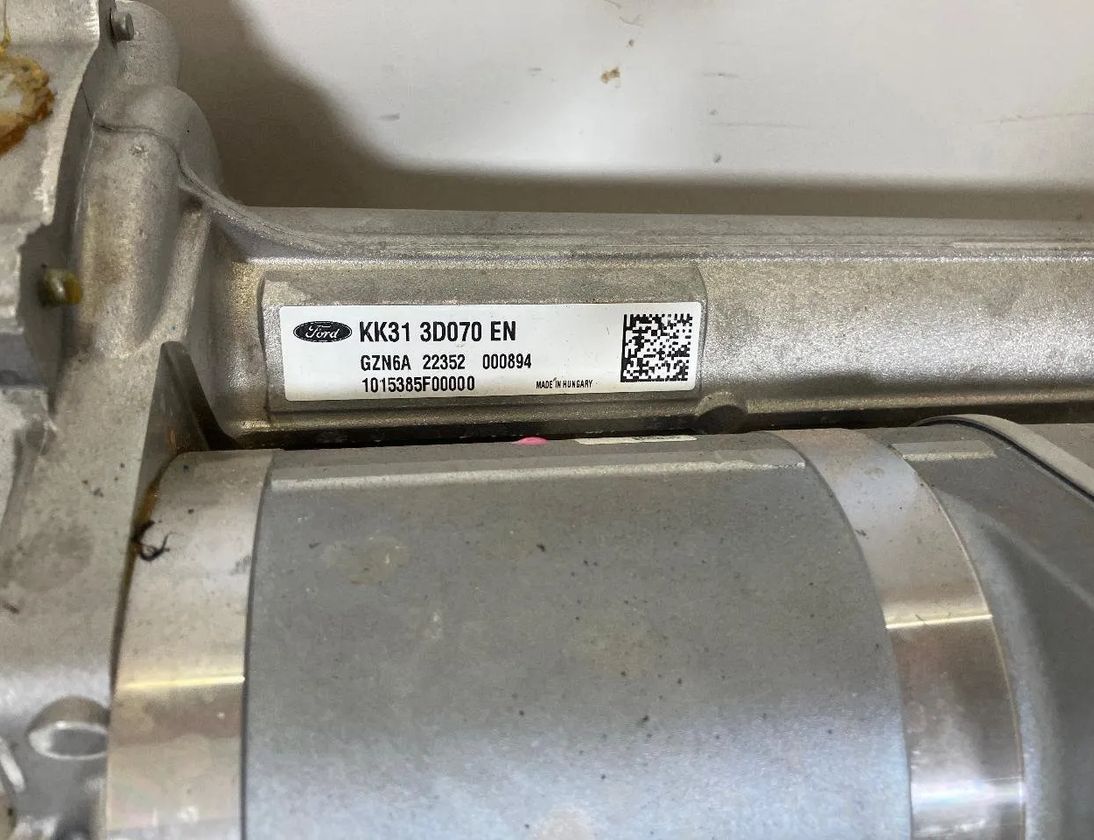 Ford KK31 3D070 EN
GZN6A 22352 000894
1015385F00000 MADE IN HUNGARY